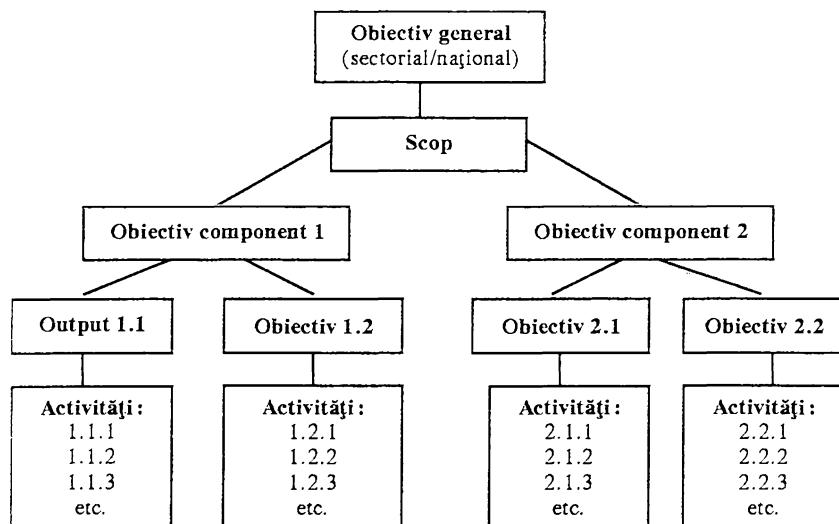 Obiectiv general
(sectorial/naţional)
Scop
Obiectiv component 1
Obiectiv component 2
Output 1.1
Obiectiv 1.2
Obiectiv 2.1
Obiectiv 2.2
Activităţi:
1.1.1
1.1.2
1.1.3
etc.
Activităţi:
1.2.1
1.2.2
1.2.3
etc.
Activităţi:
2.1.1
2.1.2
2.1.3
etc.
Activităţi:
2.2.1
2.2.2
2.2.3
etc.